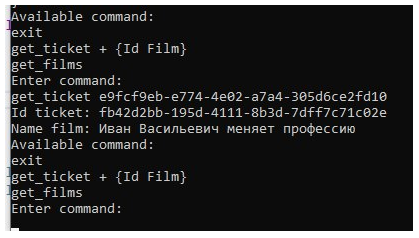 Available command:
exit
get_ticket + {Id Film}
get_films
Enter command:
get_ticket e9fcf9eb-e774-4e02-a7a4-305d6ce2fd10
Id ticket: fb42d2bb-195d-4111-8b3d-7dff7c71c02e
Name film: Иван Васильевич меняет профессию
Available command:
exit
get_ticket + {Id Film}
get_films
Enter command: